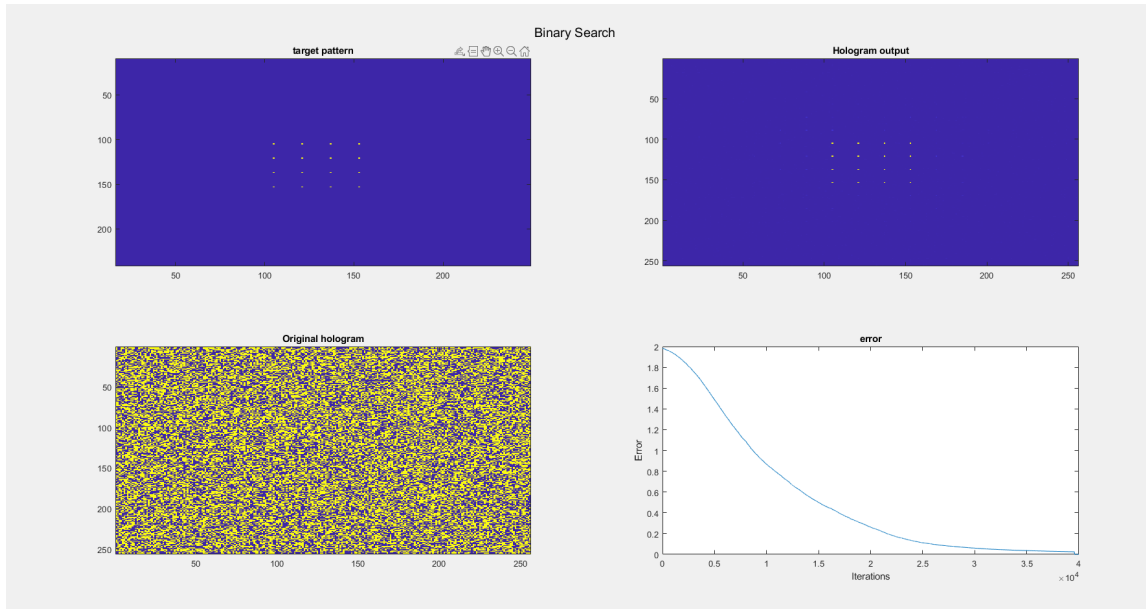 Binary Search
target pattern
50
100
150
200
50 100 150 200
Hologram output
50
100
150
200
250
50 100 150 200 250
Original hologram
50
100
150
200
250
50 100 150 200 250
error
2
1.8
1.6
1.4
1.2
1
0.8
0.6
0.4
0.2
0
Error
0 0.5 1 1.5 2 2.5 3 3.5 4
Iterations
× 10⁴